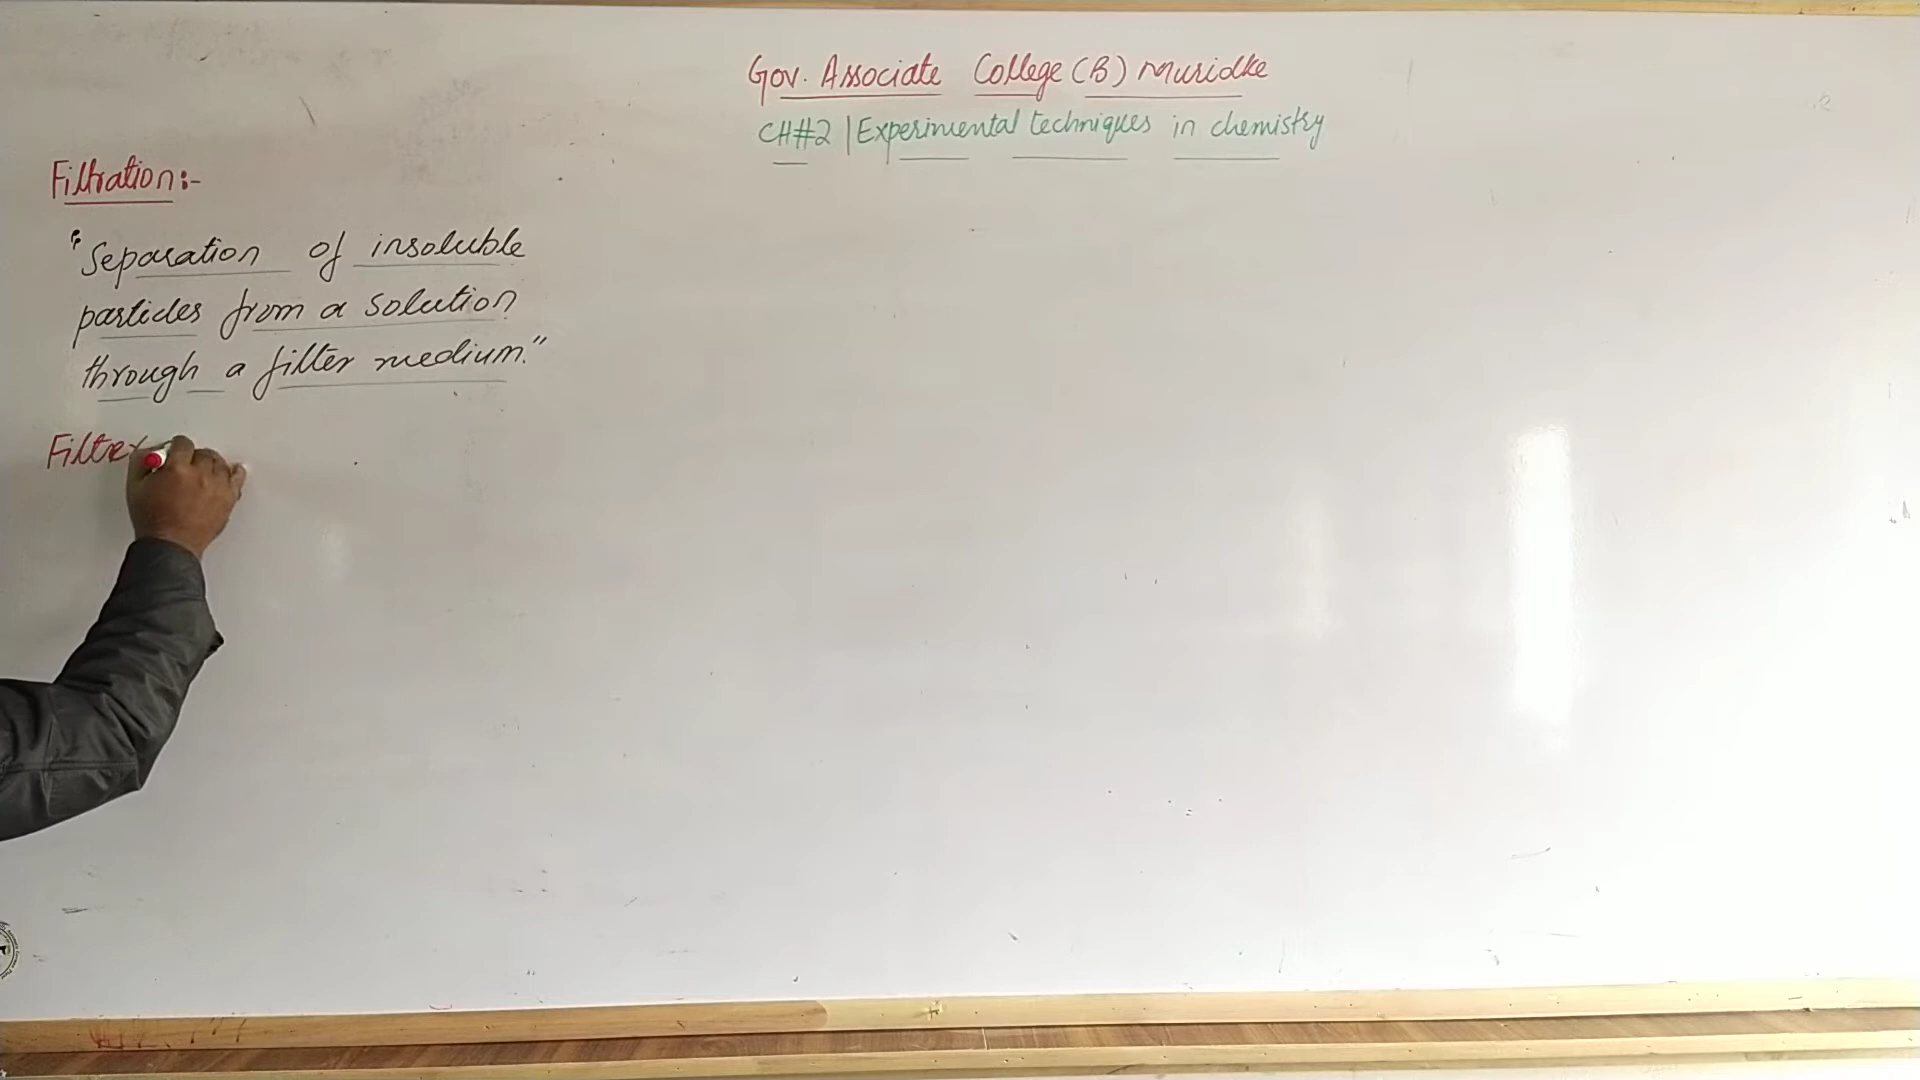 Gov. Associate College (B) Muridke
CH#2 | Experimental techniques in chemistry
Filtration:-
"Separation of insoluble
particles from a solution
through a filter medium."
Filter